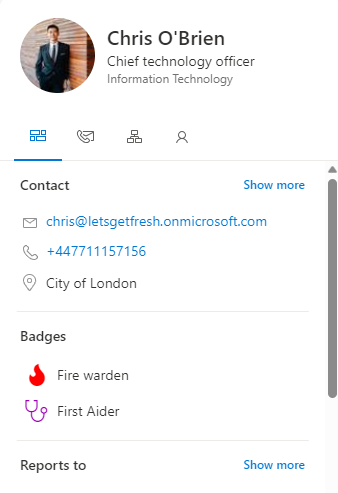 Chris O'Brien
Chief technology officer
Information Technology
Contact Show more
chris@letsgetfresh.onmicrosoft.com
+447711157156
City of London
Badges
Fire warden
First Aider
Reports to Show more